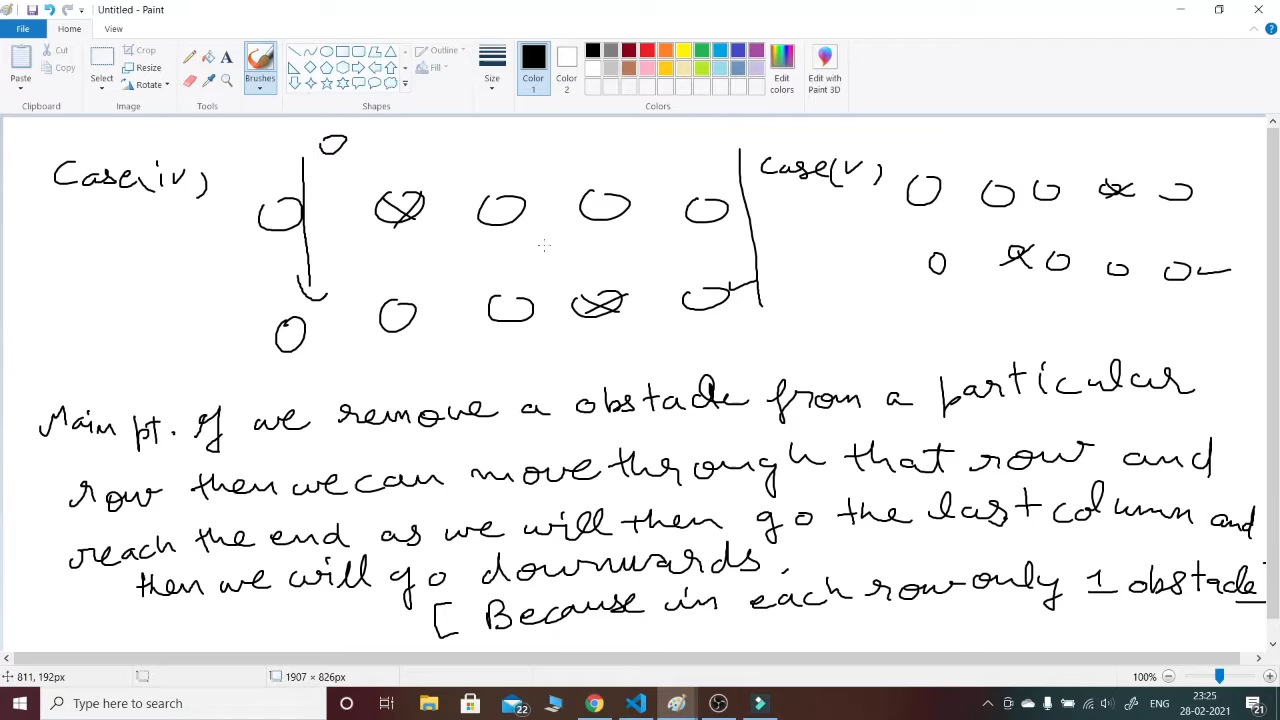 Untitled - Paint
File Home View
Paste Cut Copy Clipboard
Select Crop Resize Rotate Image
Tools
Brushes
Outline Fill Shapes
Size
Color 1 Color 2 Edit colors Colors
Edit with Paint 3D
Case(iv) Case(v)
Main pt. If we remove a obstacle from a particular
row then we can move through that row and
reach the end as we will then go the last column and
then we will go downwards.
[ Because in each row only 1 obstacle
811, 192px 1907 × 826px 100%
Type here to search 22 ENG 23:25 28-02-2021 21